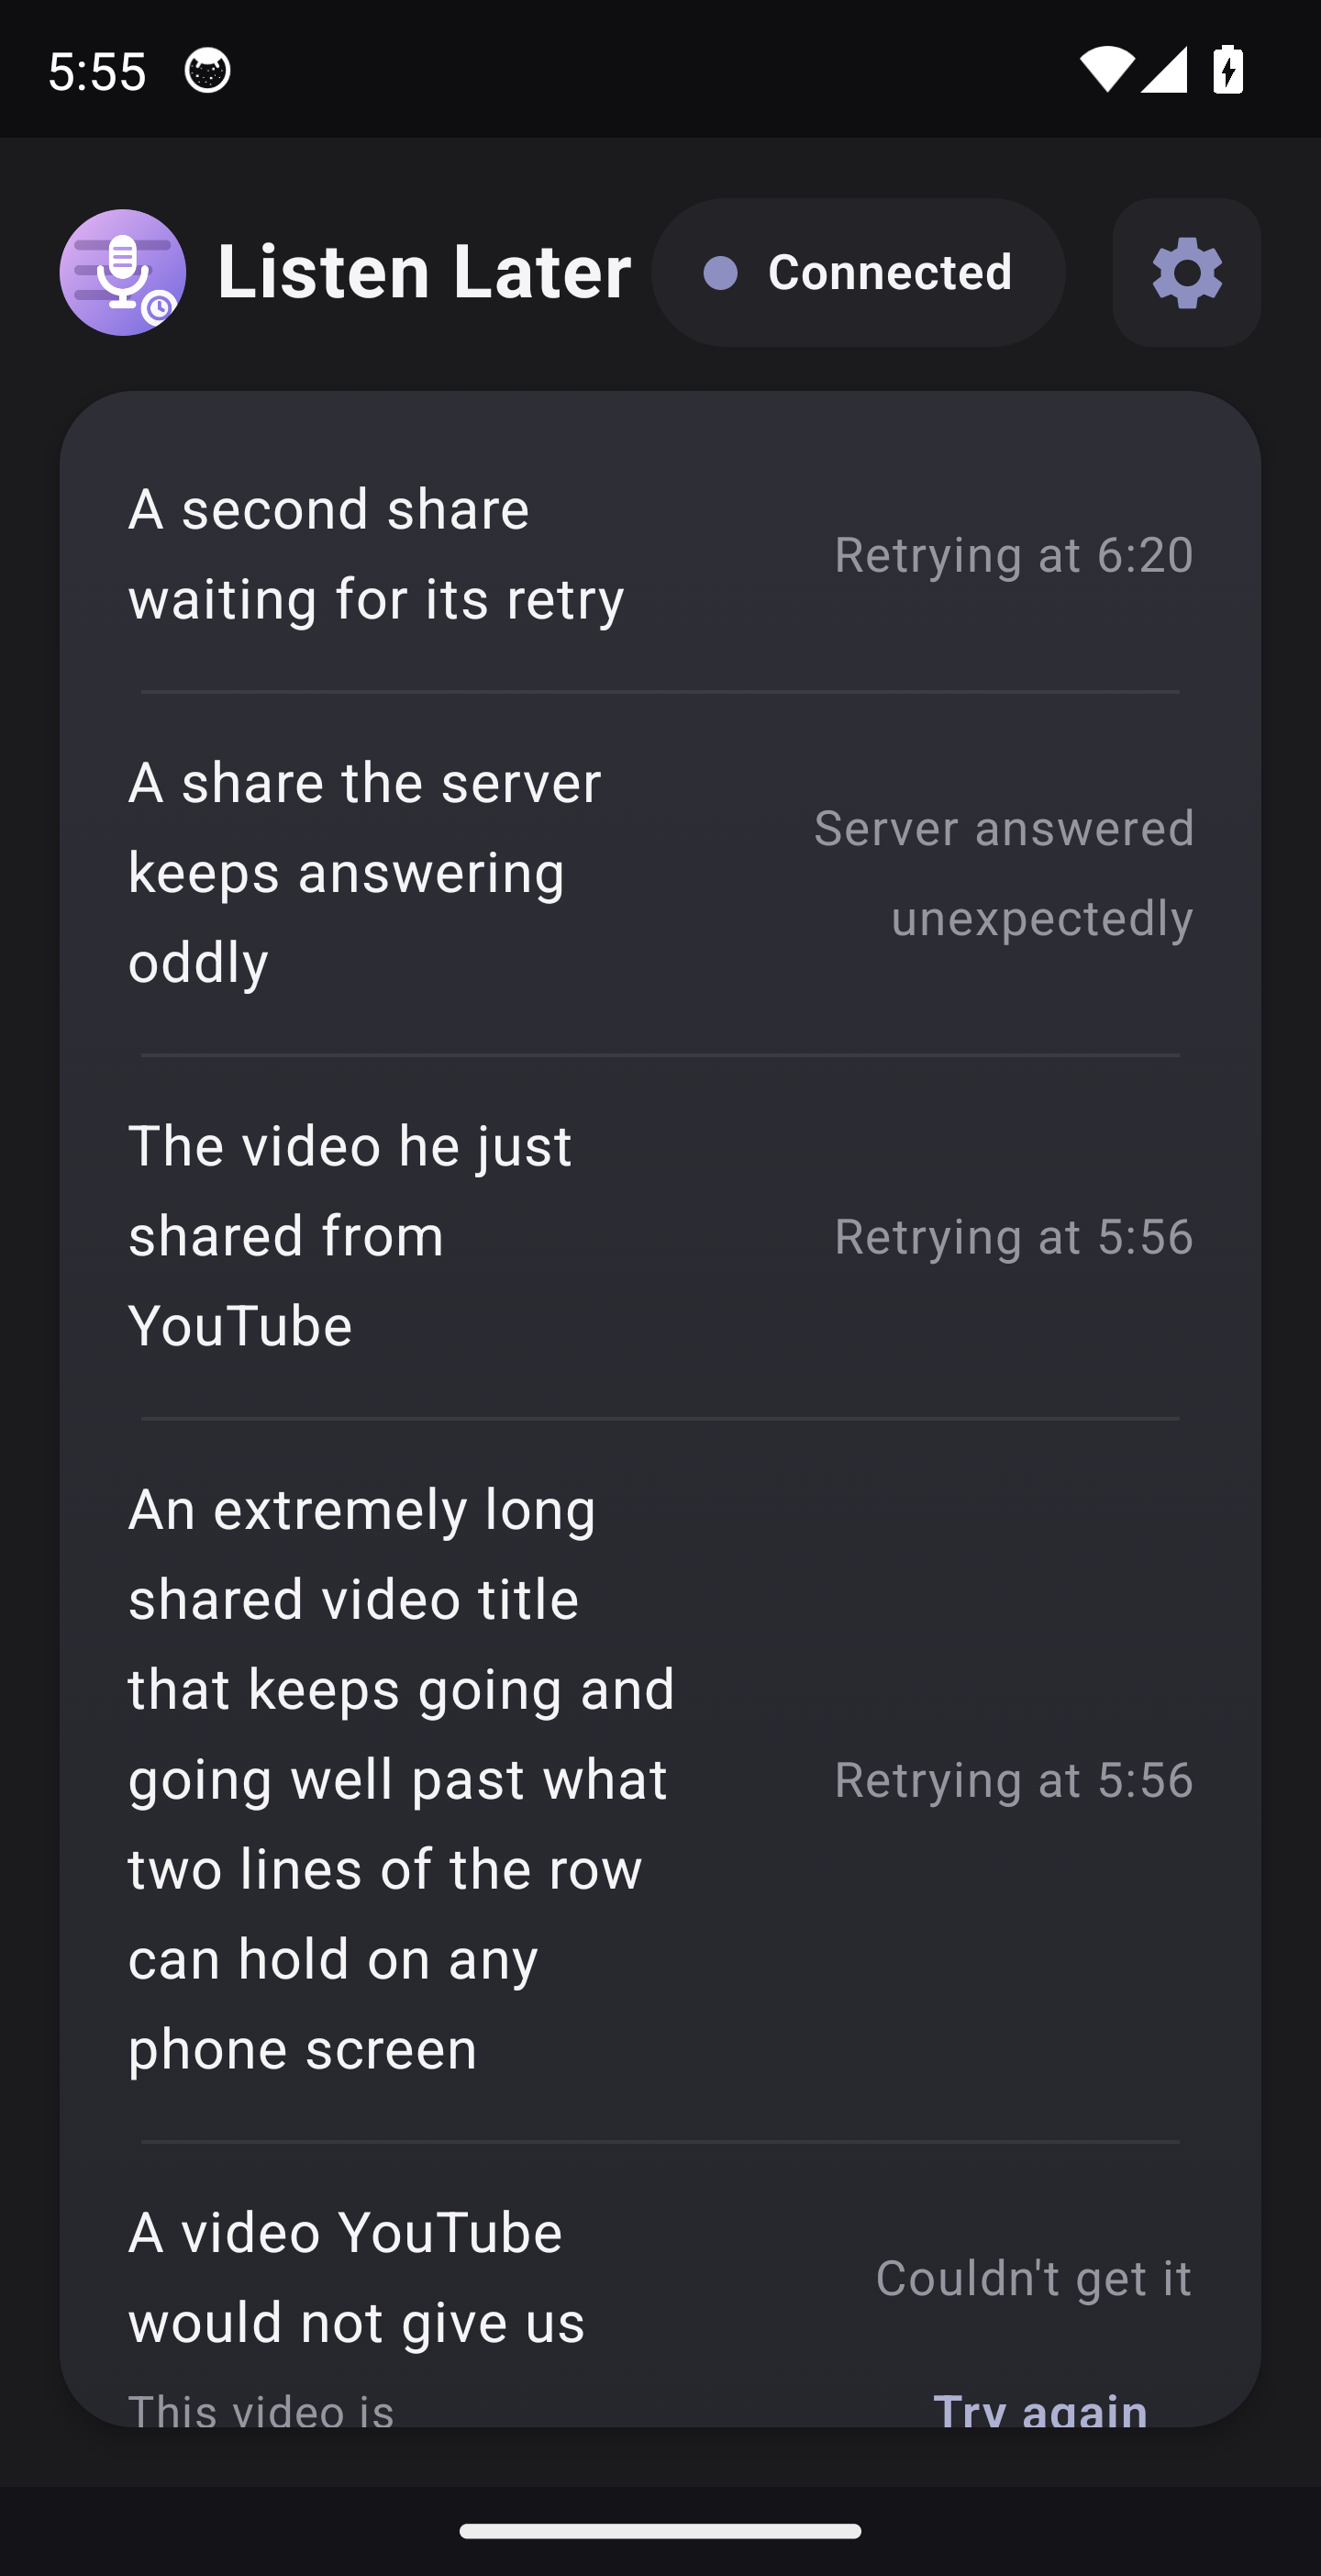 5:55
Listen Later
Connected
A second share
waiting for its retry
Retrying at 6:20
A share the server
keeps answering
oddly
Server answered
unexpectedly
The video he just
shared from
YouTube
Retrying at 5:56
An extremely long
shared video title
that keeps going and
going well past what
two lines of the row
can hold on any
phone screen
Retrying at 5:56
A video YouTube
would not give us
Couldn't get it
This video is
Try again